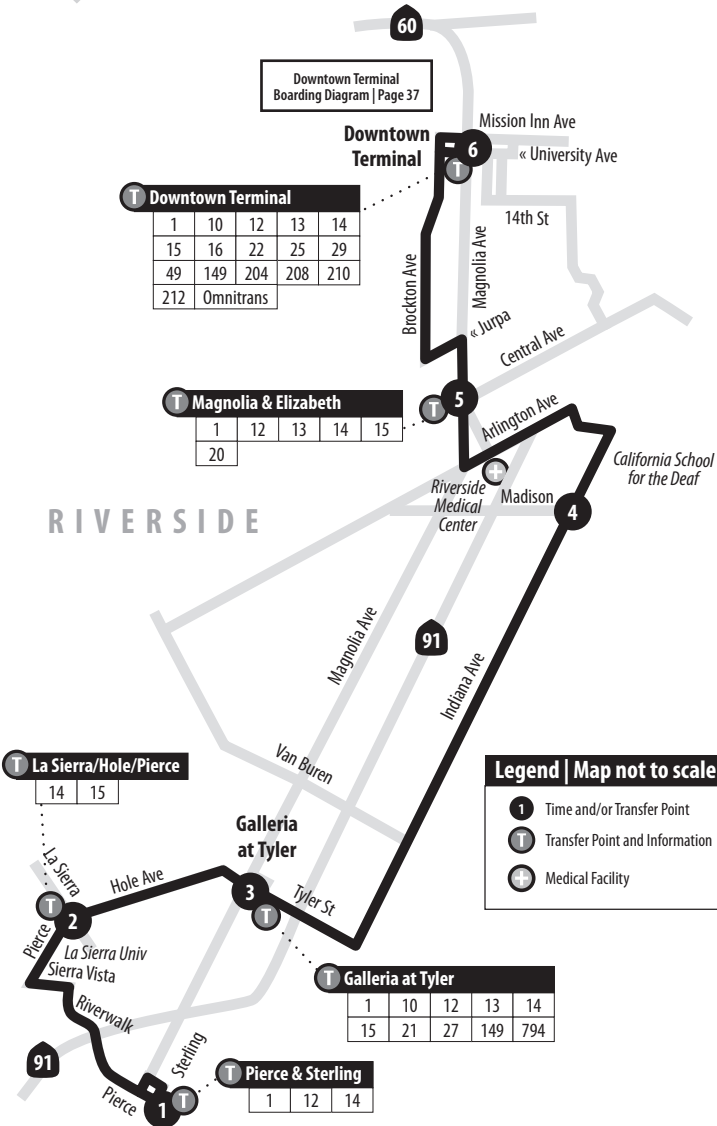 60
Downtown Terminal
Boarding Diagram | Page 37
Mission Inn Ave
Downtown
Terminal
6
« University Ave
T
T Downtown Terminal
1 10 12 13 14
15 16 22 25 29
49 149 204 208 210
212 Omnitrans
14th St
Brockton Ave
Magnolia Ave
« Jurpa
Central Ave
T Magnolia & Elizabeth
1 12 13 14 15
20
T
5
Arlington Ave
California School
for the Deaf
Riverside
Medical
Center
Madison
4
RIVERSIDE
Magnolia Ave
91
Indiana Ave
Van Buren
T La Sierra/Hole/Pierce
14 15
Legend | Map not to scale
1 Time and/or Transfer Point
T Transfer Point and Information
Medical Facility
Galleria
at Tyler
La Sierra
Hole Ave
3
Tyler St
T
T
2
Pierce
La Sierra Univ
Sierra Vista
Riverwalk
T Galleria at Tyler
1 10 12 13 14
15 21 27 149 794
91
Sterling
Pierce
1
T
T Pierce & Sterling
1 12 14